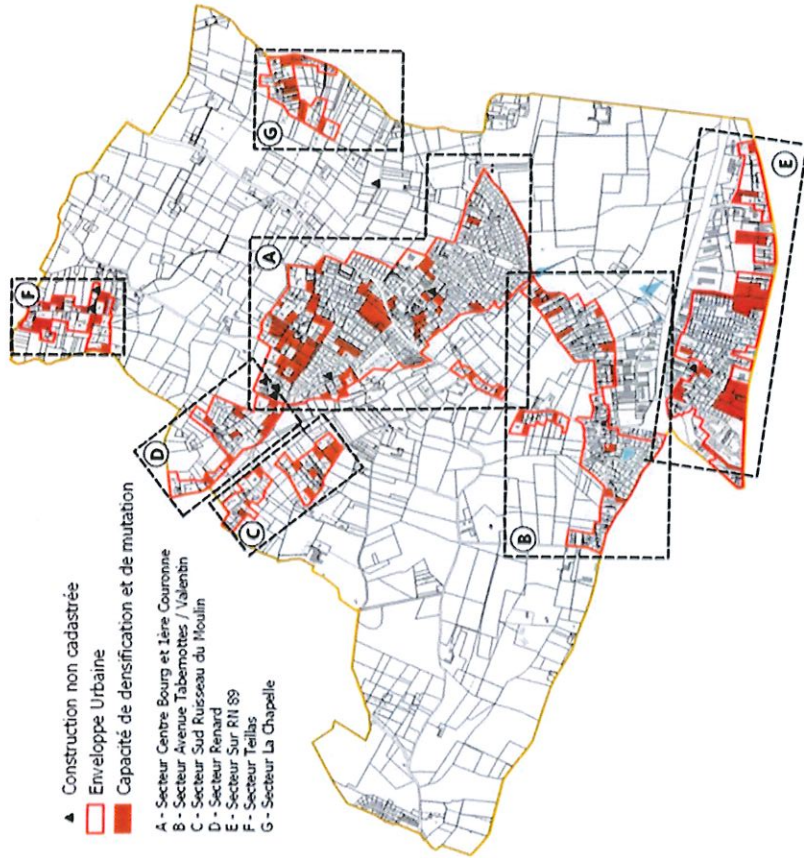 Construction non cadastrée
Enveloppe Urbaine
Capacité de densification et de mutation
A - Secteur Centre Bourg et 1ère Couronne
B - Secteur Avenue Tabernottes / Valentin
C - Secteur Sud Ruisseau du Moulin
D - Secteur Renard
E - Secteur Sur RN 89
F - Secteur Teillas
G - Secteur La Chapelle
F
G
A
D
C
B
E